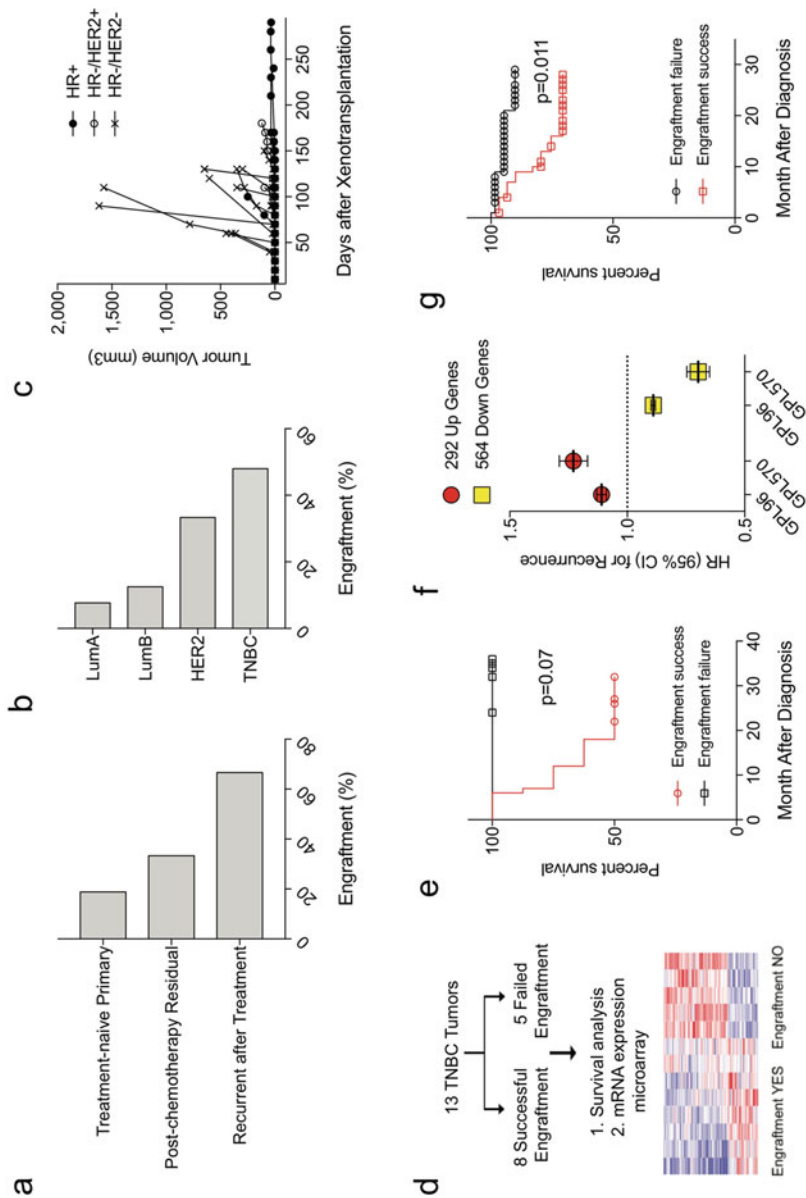 a
Treatment-naive Primary
Post-chemotherapy Residual
Recurrent after Treatment
0
20
40
60
80
Engraftment (%)
b
LumA
LumB
HER2
TNBC
0
20
40
60
Engraftment (%)
c
2,000
1,500
1,000
500
0
Tumor Volume (mm3)
HR+
HR-/HER2+
HR-/HER2-
50
100
150
200
250
Days after Xenotransplantation
d
13 TNBC Tumors
8 Successful
Engraftment
5 Failed
Engraftment
1. Survival analysis
2. mRNA expression
microarray
Engraftment YES
Engraftment NO
e
100
50
0
Percent survival
p=0.07
Engraftment success
Engraftment failure
0
10
20
30
40
Month After Diagnosis
f
292 Up Genes
564 Down Genes
1.5
1.0
0.5
HR (95% CI) for Recurrence
GPL96
GPL570
GPL96
GPL570
g
100
50
0
Percent survival
p=0.011
Engraftment failure
Engraftment success
0
10
20
30
Month After Diagnosis